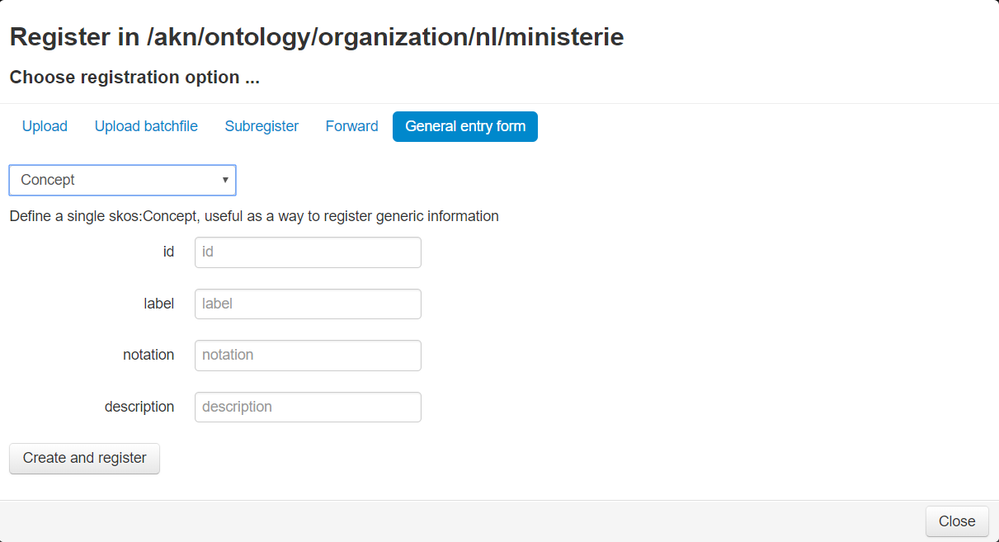 Register in /akn/ontology/organization/nl/ministerie
Choose registration option ...
Upload Upload batchfile Subregister Forward General entry form
Concept
Define a single skos:Concept, useful as a way to register generic information
id id
label label
notation notation
description description
Create and register
Close